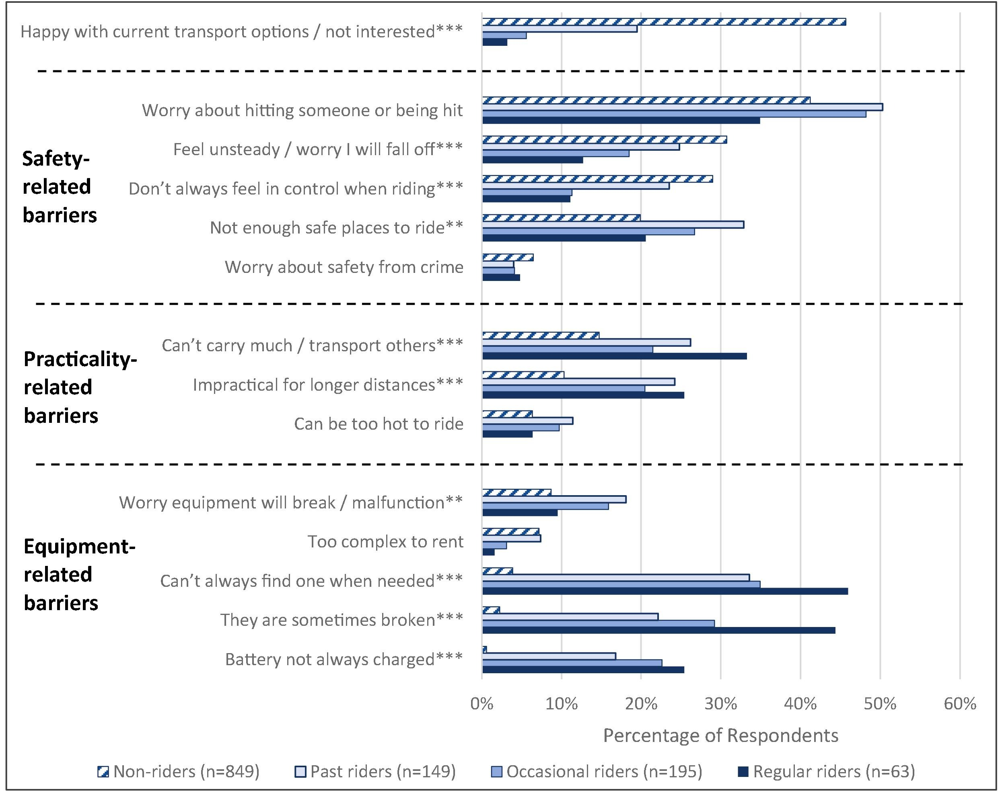 Happy with current transport options / not interested***
Safety-
related
barriers
Worry about hitting someone or being hit
Feel unsteady / worry I will fall off***
Don’t always feel in control when riding***
Not enough safe places to ride**
Worry about safety from crime
Practicality-
related
barriers
Can’t carry much / transport others***
Impractical for longer distances***
Can be too hot to ride
Equipment-
related
barriers
Worry equipment will break / malfunction**
Too complex to rent
Can’t always find one when needed***
They are sometimes broken***
Battery not always charged***
0% 10% 20% 30% 40% 50% 60%
Percentage of Respondents
Non-riders (n=849) Past riders (n=149) Occasional riders (n=195) Regular riders (n=63)